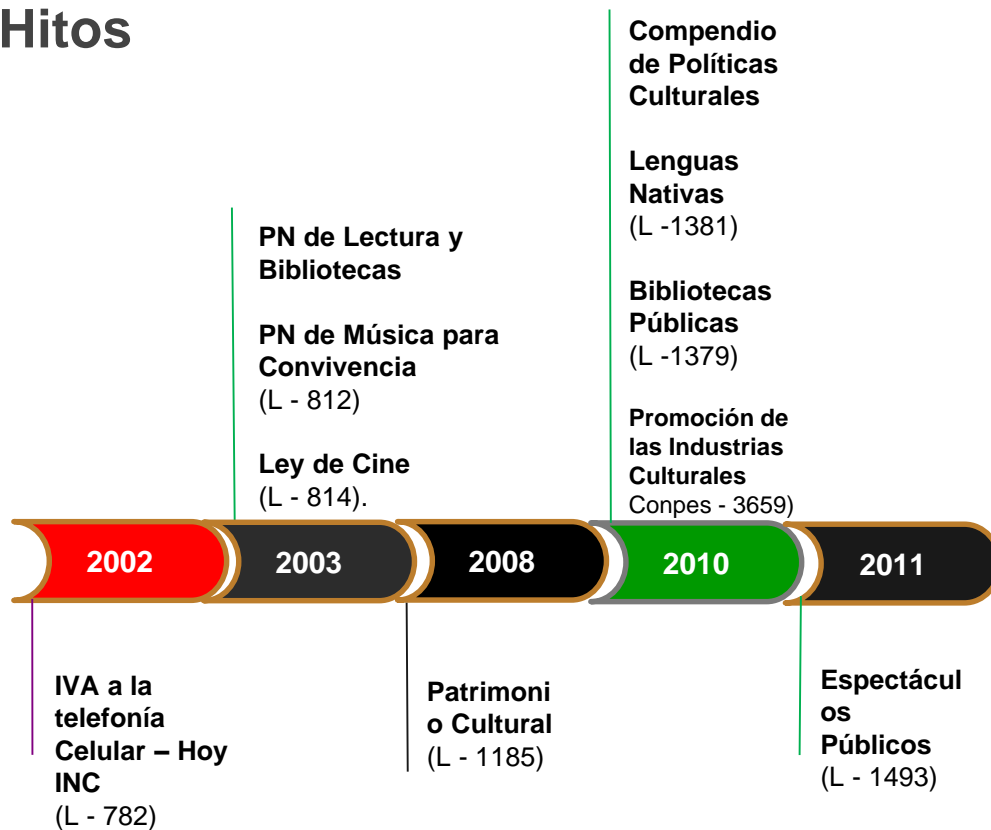 Hitos
Compendio
de Políticas
Culturales
Lenguas
Nativas
(L -1381)
Bibliotecas
Públicas
(L -1379)
Promoción de
las Industrias
Culturales
Conpes - 3659)
PN de Lectura y
Bibliotecas
PN de Música para
Convivencia
(L - 812)
Ley de Cine
(L - 814).
2002
2003
2008
2010
2011
IVA a la
telefonía
Celular – Hoy
INC
(L - 782)
Patrimoni
o Cultural
(L - 1185)
Espectácul
os
Públicos
(L - 1493)